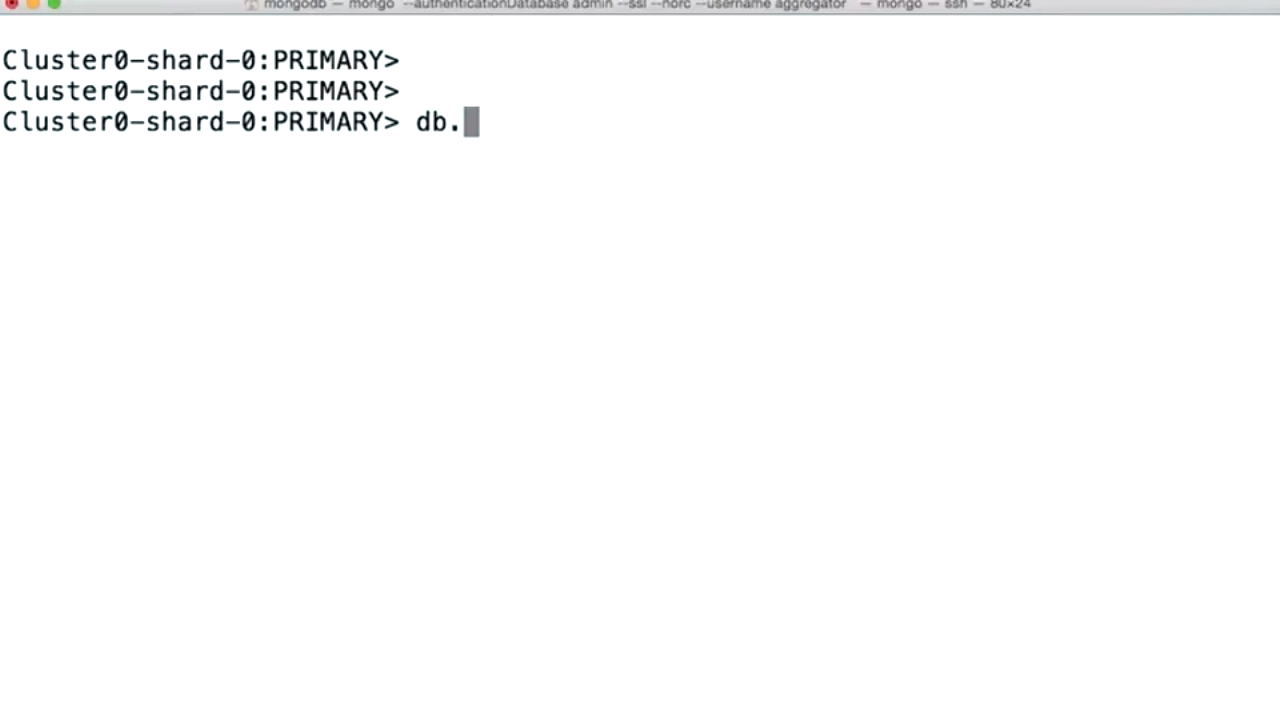 mongodb — mongo --authenticationDatabase admin --ssl --norc --username aggregator — mongo — ssh — 80×24
Cluster0-shard-0:PRIMARY>
Cluster0-shard-0:PRIMARY>
Cluster0-shard-0:PRIMARY> db.